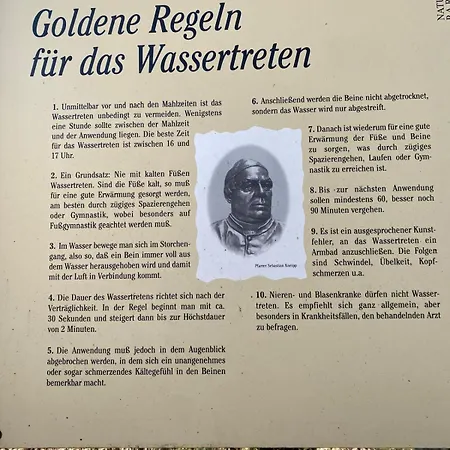 Goldene Regeln
für das Wassertreten
1. Unmittelbar vor und nach den Mahlzeiten ist das
Wassertreten unbedingt zu vermeiden. Wenigstens
eine Stunde sollte zwischen der Mahlzeit
und der Anwendung liegen. Die beste Zeit
für das Wassertreten ist zwischen 16 und
17 Uhr.
2. Ein Grundsatz: Nie mit kalten Füßen
Wassertreten. Sind die Füße kalt, so muß
für eine gute Erwärmung gesorgt werden,
am besten durch zügiges Spazierengehen
oder Gymnastik, wobei besonders auf
Fußgymnastik geachtet werden muß.
3. Im Wasser bewege man sich im Storchen-
gang, also so, daß ein Bein immer voll aus
dem Wasser herausgehoben wird und damit
mit der Luft in Verbindung kommt.
4. Die Dauer des Wassertretens richtet sich nach der
Verträglichkeit. In der Regel beginnt man mit ca.
30 Sekunden und steigert dann bis zur Höchstdauer
von 2 Minuten.
5. Die Anwendung muß jedoch in dem Augenblick
abgebrochen werden, in dem sich ein unangenehmes
oder sogar schmerzendes Kältegefühl in den Beinen
bemerkbar macht.
Pfarrer Sebastian Kneipp
6. Anschließend werden die Beine nicht abgetrocknet,
sondern das Wasser wird nur abgestreift.
7. Danach ist wiederum für eine gute
Erwärmung der Füße und Beine
zu sorgen, was durch zügiges
Spazierengehen, Laufen oder Gym-
nastik zu erreichen ist.
8. Bis zur nächsten Anwendung
sollen mindestens 60, besser noch
90 Minuten vergehen.
9. Es ist ein ausgesprochener Kunst-
fehler, an das Wassertreten ein
Armbad anzuschließen. Die Folgen
sind Schwindel, Übelkeit, Kopf-
schmerzen u.a.
10. Nieren- und Blasenkranke dürfen nicht Wasser-
treten. Es empfiehlt sich ganz allgemein, aber
besonders in Krankheitsfällen, den behandelnden Arzt
zu befragen.
NATU
PAR